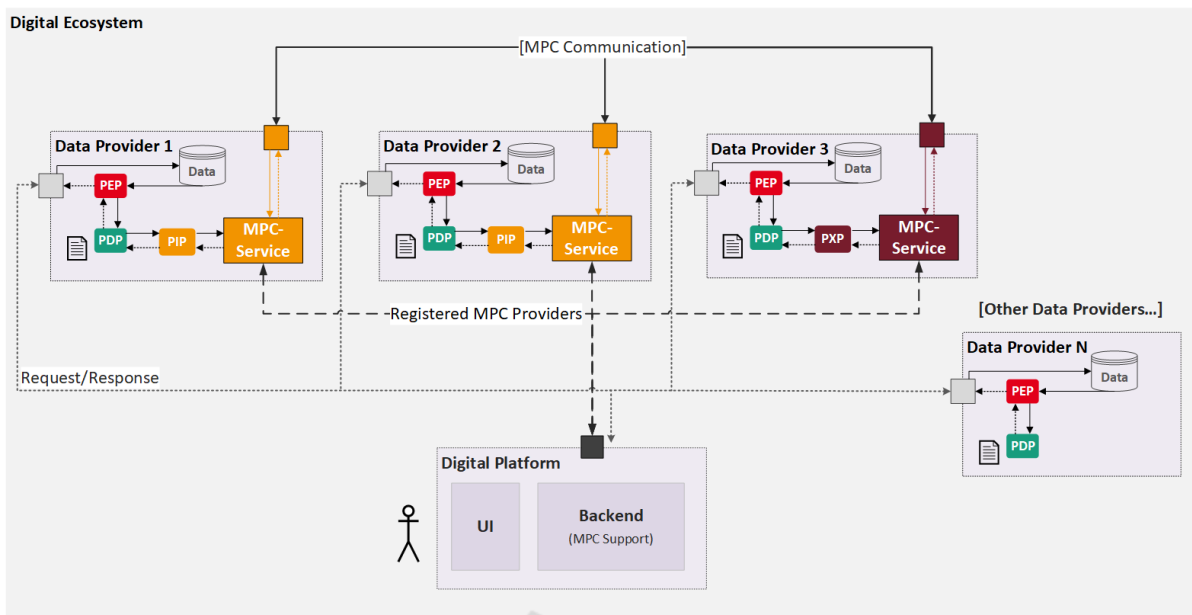 Digital Ecosystem
[MPC Communication]
Data Provider 1
Data
PEP
PDP
PIP
MPC-
Service
Data Provider 2
Data
PEP
PDP
PIP
MPC-
Service
Data Provider 3
Data
PEP
PDP
PXP
MPC-
Service
Registered MPC Providers
[Other Data Providers...]
Data Provider N
Data
PEP
PDP
Request/Response
Digital Platform
UI
Backend
(MPC Support)